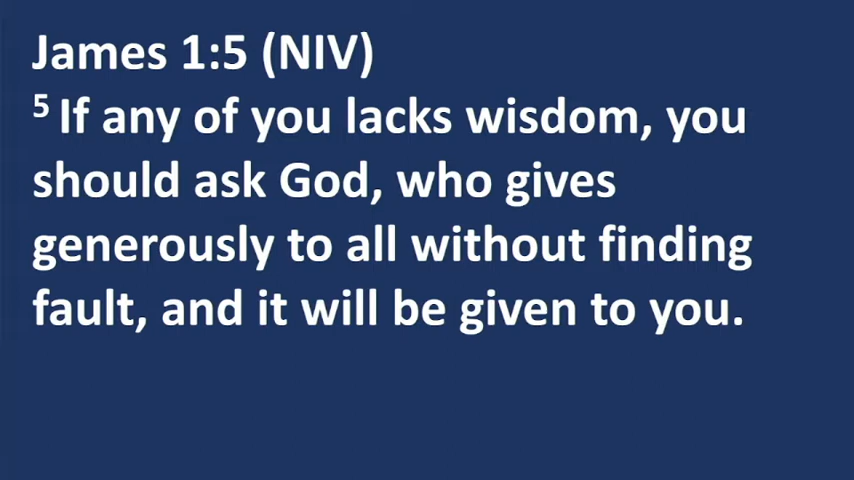 James 1:5 (NIV)
5 If any of you lacks wisdom, you
should ask God, who gives
generously to all without finding
fault, and it will be given to you.